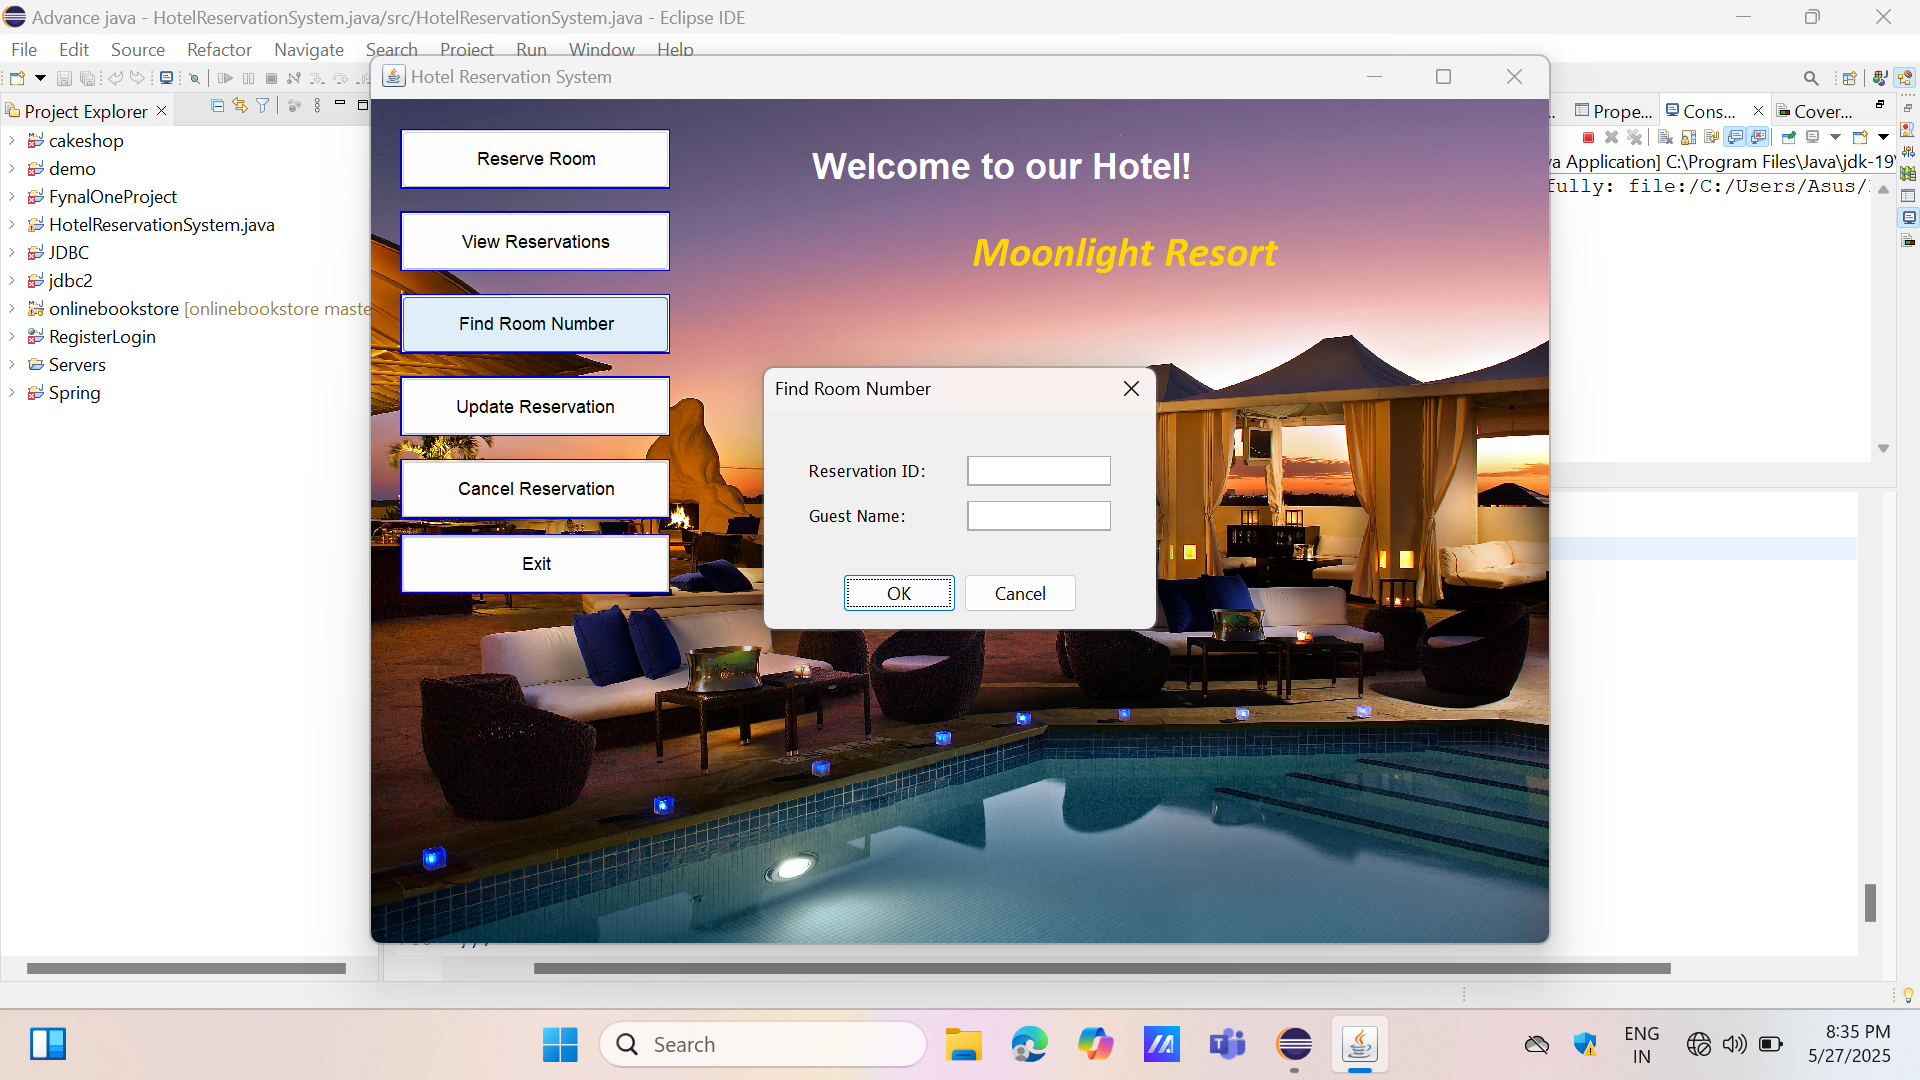 Advance java - HotelReservationSystem.java/src/HotelReservationSystem.java - Eclipse IDE
File Edit Source Refactor Navigate Search Project Run Window Help
Hotel Reservation System
Project Explorer
Prope...
Cons...
Cover...
cakeshop
demo
FynalOneProject
HotelReservationSystem.java
JDBC
jdbc2
onlinebookstore [onlinebookstore maste
RegisterLogin
Servers
Spring
va Application] C:\Program Files\Java\jdk-19\
fully: file:/C:/Users/Asus/
Reserve Room
View Reservations
Find Room Number
Update Reservation
Cancel Reservation
Exit
Welcome to our Hotel!
Moonlight Resort
Find Room Number
Reservation ID:
Guest Name:
OK
Cancel
Search
ENG
IN
8:35 PM
5/27/2025